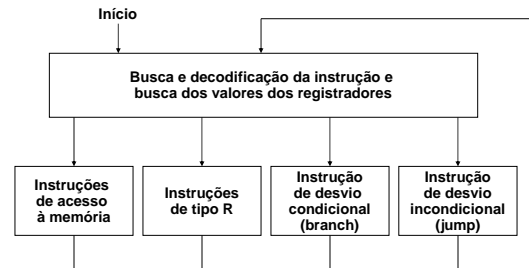 Início
Busca e decodificação da instrução e
busca dos valores dos registradores
Instruções
de acesso
à memória
Instruções
de tipo R
Instrução
de desvio
condicional
(branch)
Instrução
de desvio
incondicional
(jump)